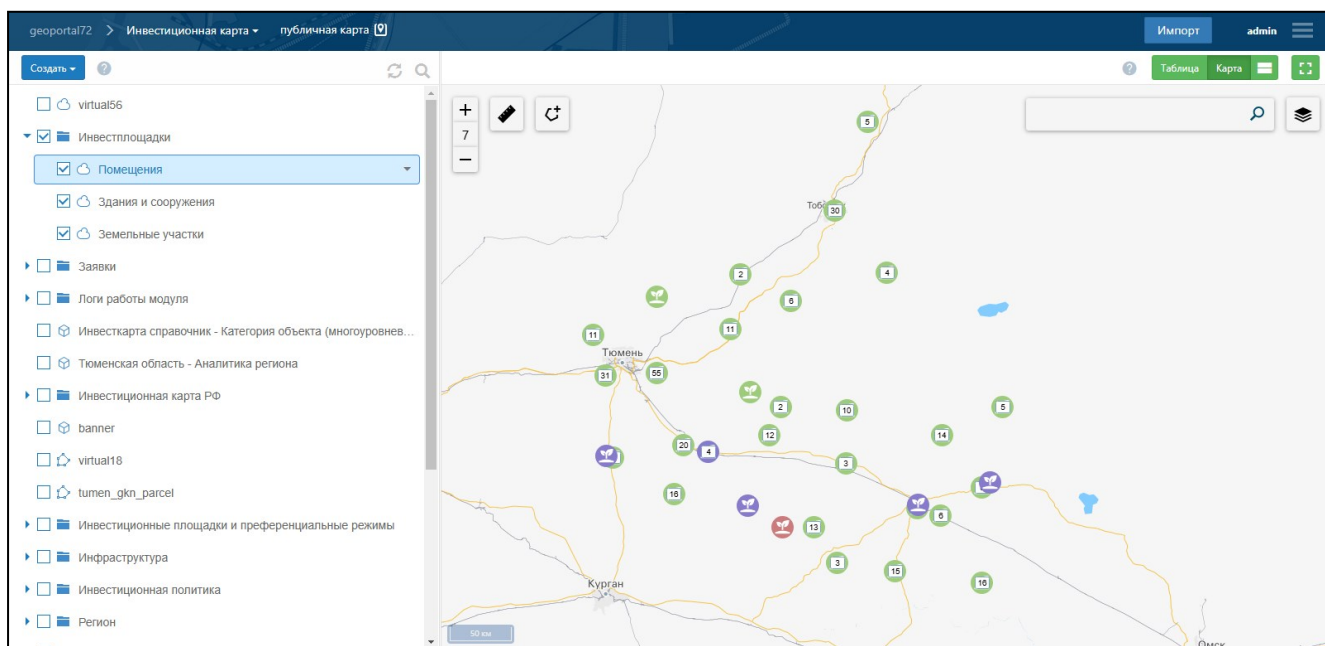 geoportal72 > Инвестиционная карта публичная карта Импорт admin
Создать ? ? Таблица Карта
virtual56
Инвестплощадки
Помещения
Здания и сооружения
Земельные участки
Заявки
Логи работы модуля
Инвесткарта справочник - Категория объекта (многоуровнев...
Тюменская область - Аналитика региона
Инвестиционная карта РФ
banner
virtual18
tumen_gkn_parcel
Инвестиционные площадки и преференциальные режимы
Инфраструктура
Инвестиционная политика
Регион
+
7
−
5
30
2
4
6
11
11
Тюмень
31
55
2
10
5
12
14
20
4
3
16
6
13
3
15
16
Курган
50 км
Омск